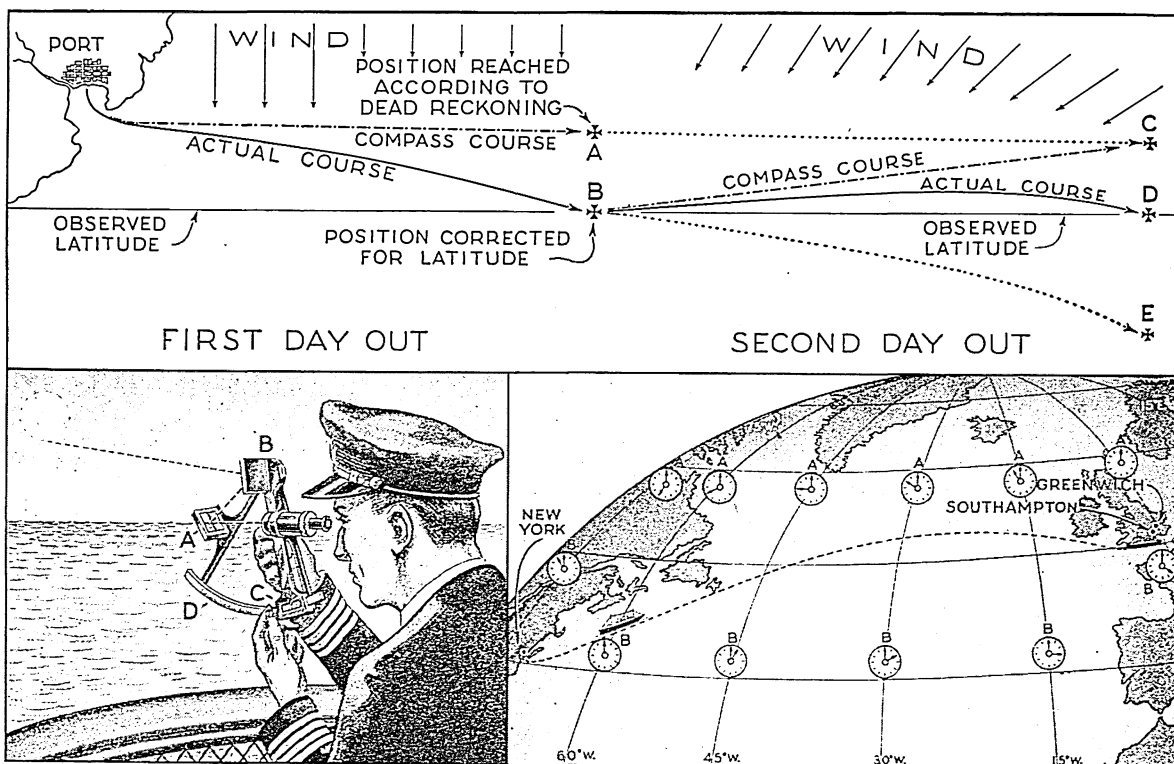 PORT
WIND
POSITION REACHED
ACCORDING TO
DEAD RECKONING
A
COMPASS COURSE
ACTUAL COURSE
B
OBSERVED
LATITUDE
POSITION CORRECTED
FOR LATITUDE
FIRST DAY OUT
WIND
C
COMPASS COURSE
ACTUAL COURSE
D
OBSERVED
LATITUDE
E
SECOND DAY OUT
B
A
C
D
NEW
YORK
A
A
A
A
A
GREENWICH
SOUTHAMPTON
B
B
B
B
B
60°W.
45°W.
30°W.
15°W.